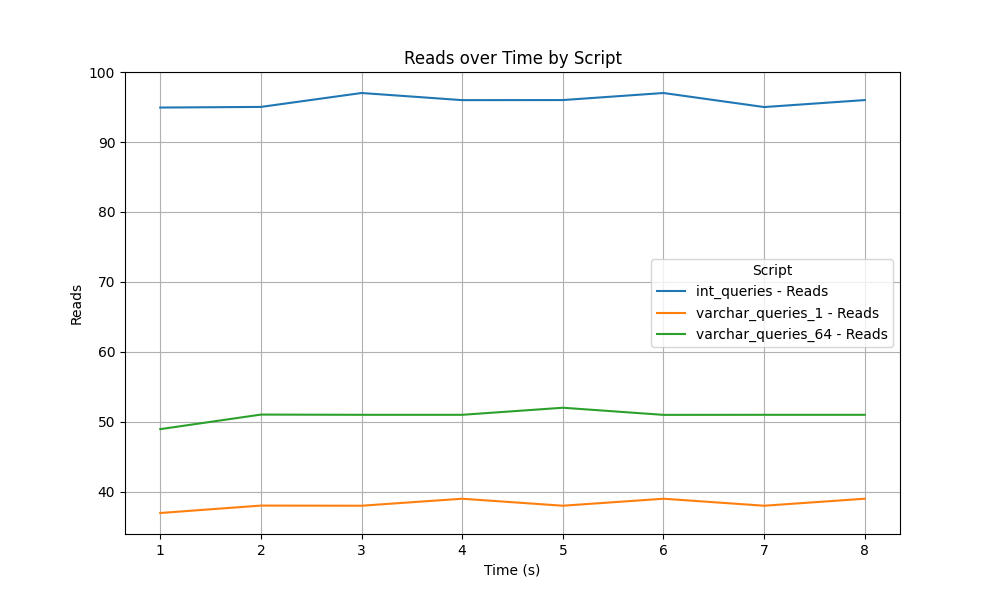 Reads over Time by Script
100
90
80
70
60
50
40
Reads
Script
int_queries - Reads
varchar_queries_1 - Reads
varchar_queries_64 - Reads
1 2 3 4 5 6 7 8
Time (s)